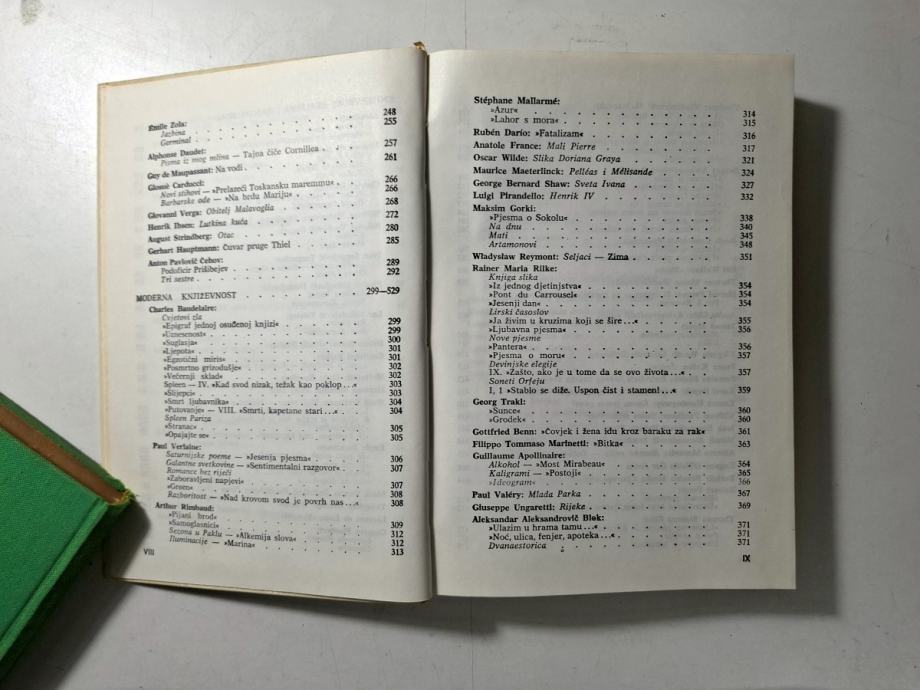 248
Émile Zola:
Jazbina . . . . . . . . . . 255
Germinal . . . . . . . . . .
Alphonse Daudet: 257
Pisma iz mog mlina — Tajna čiče Cornillea . . .
Guy de Maupassant: Na vodi . . . . . . . 261
Giosuè Carducci:
Novi stihovi — »Prelazeći Toskansku maremmu« . . 266
Barbarske ode — »Na brdu Mariju« . . . . 266
Giovanni Verga: Obitelj Malavoglia . . . . . 268
Henrik Ibsen: Lutkina kuća . . . . . . . 272
August Strindberg: Otac . . . . . . . . 280
Gerhart Hauptmann: Čuvar pruge Thiel . . . . 285
Anton Pavlovič Čehov:
Podoficir Prišibejev . . . . . . . . 289
Tri sestre . . . . . . . . . . 292
MODERNA KNJIŽEVNOST . . . . . . . 299—529
Charles Baudelaire:
Cvjetovi zla
»Epigraf jednoj osuđenoj knjizi« . . . . . 299
»Uznesenost« . . . . . . . . . 299
»Suglasja« . . . . . . . . . . 300
»Ljepota« . . . . . . . . . . 301
»Egzotični miris« . . . . . . . . 301
»Posmrtno grizodušje« . . . . . . . 302
»Večernji sklad« . . . . . . . . 302
Spleen — IV. »Kad svod nizak, težak kao poklop...« . 303
»Slijepci« . . . . . . . . . . 303
»Smrt ljubavnika« . . . . . . . . 304
»Putovanje« — VIII. »Smrti, kapetane stari...« . . 304
Spleen Pariza
»Stranac« . . . . . . . . . . 305
»Opajajte se« . . . . . . . . . 305
Paul Verlaine:
Saturnijske poeme — »Jesenja pjesma« . . . . 306
Galantne svetkovine — »Sentimentalni razgovor« . . 307
Romance bez riječi
»Zaboravljeni napjevi« . . . . . . . 307
»Green« . . . . . . . . . . 308
Razboritost — »Nad krovom svod je povrh nas...« . 308
Arthur Rimbaud:
»Pijani brod« . . . . . . . . .
»Samoglasnici« . . . . . . . . . 309
Sezona u Paklu — »Alkemija slova« . . . . 312
Iluminacije — »Marina« . . . . . . . 312
VIII 313
Stéphane Mallarmé:
»Azur« . . . . . . . . . . . 314
»Lahor s mora« . . . . . . . . . 315
Rubén Darío: »Fatalizam« . . . . . . . 316
Anatole France: Mali Pierre . . . . . . . 317
Oscar Wilde: Slika Doriana Graya . . . . . 321
Maurice Maeterlinck: Pelléas i Mélisande . . . . 324
George Bernard Shaw: Sveta Ivana . . . . . 327
Luigi Pirandello: Henrik IV . . . . . . . 332
Maksim Gorki:
»Pjesma o Sokolu« . . . . . . . . 338
Na dnu . . . . . . . . . . . 340
Mati . . . . . . . . . . . 345
Artamonovi . . . . . . . . . . 348
Władysław Reymont: Seljaci — Zima . . . . . 351
Rainer Maria Rilke:
Knjiga slika
»Iz jednog djetinjstva« . . . . . . . 354
»Pont du Carrousel« . . . . . . . . 354
»Jesenji dan« . . . . . . . . . 354
Lirski časoslov
»Ja živim u kruzima koji se šire...« . . . . 355
»Ljubavna pjesma« . . . . . . . . 356
Nove pjesme
»Pantera« . . . . . . . . . . 356
»Pjesma o moru« . . . . . . . . 357
Devinjske elegije
IX. »Zašto, ako je u tome da se ovo života...« . . 357
Soneti Orfeju
I, 1 »Stablo se diže. Uspon čist i stamen!...« . . 359
Georg Trakl:
»Sunce« . . . . . . . . . . 360
»Grodek« . . . . . . . . . . 360
Gottfried Benn: »Čovjek i žena idu kroz baraku za rak« 361
Filippo Tommaso Marinetti: »Bitka« . . . . . 363
Guillaume Apollinaire:
Alkohol — »Most Mirabeau« . . . . . . 364
Kaligrami — »Postoji« . . . . . . . 365
»Ideogram« . . . . . . . . . . 366
Paul Valéry: Mlada Parka . . . . . . . 367
Giuseppe Ungaretti: Rijeke . . . . . . . 369
Aleksandar Aleksandrovič Blok:
»Ulazim u hrama tamu...« . . . . . . 371
»Noć, ulica, fenjer, apoteka...« . . . . . 371
Dvanaestorica . . . . . . . . . 371
IX